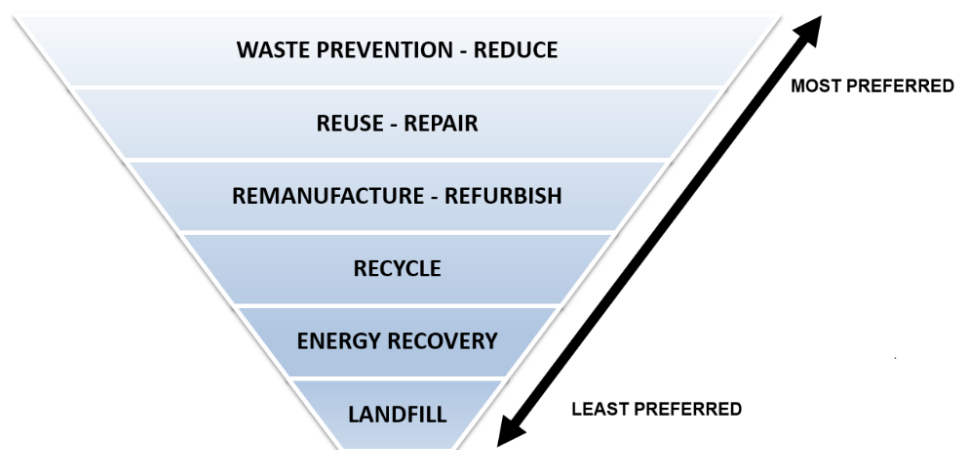 WASTE PREVENTION - REDUCE
MOST PREFERRED
REUSE - REPAIR
REMANUFACTURE - REFURBISH
RECYCLE
ENERGY RECOVERY
LANDFILL
LEAST PREFERRED